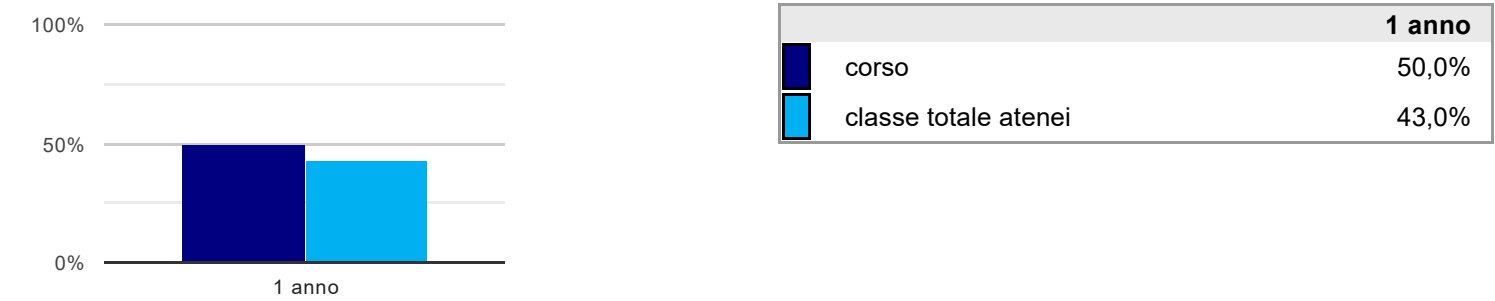 100%
50%
0%
1 anno
1 anno
corso 50,0%
classe totale atenei 43,0%